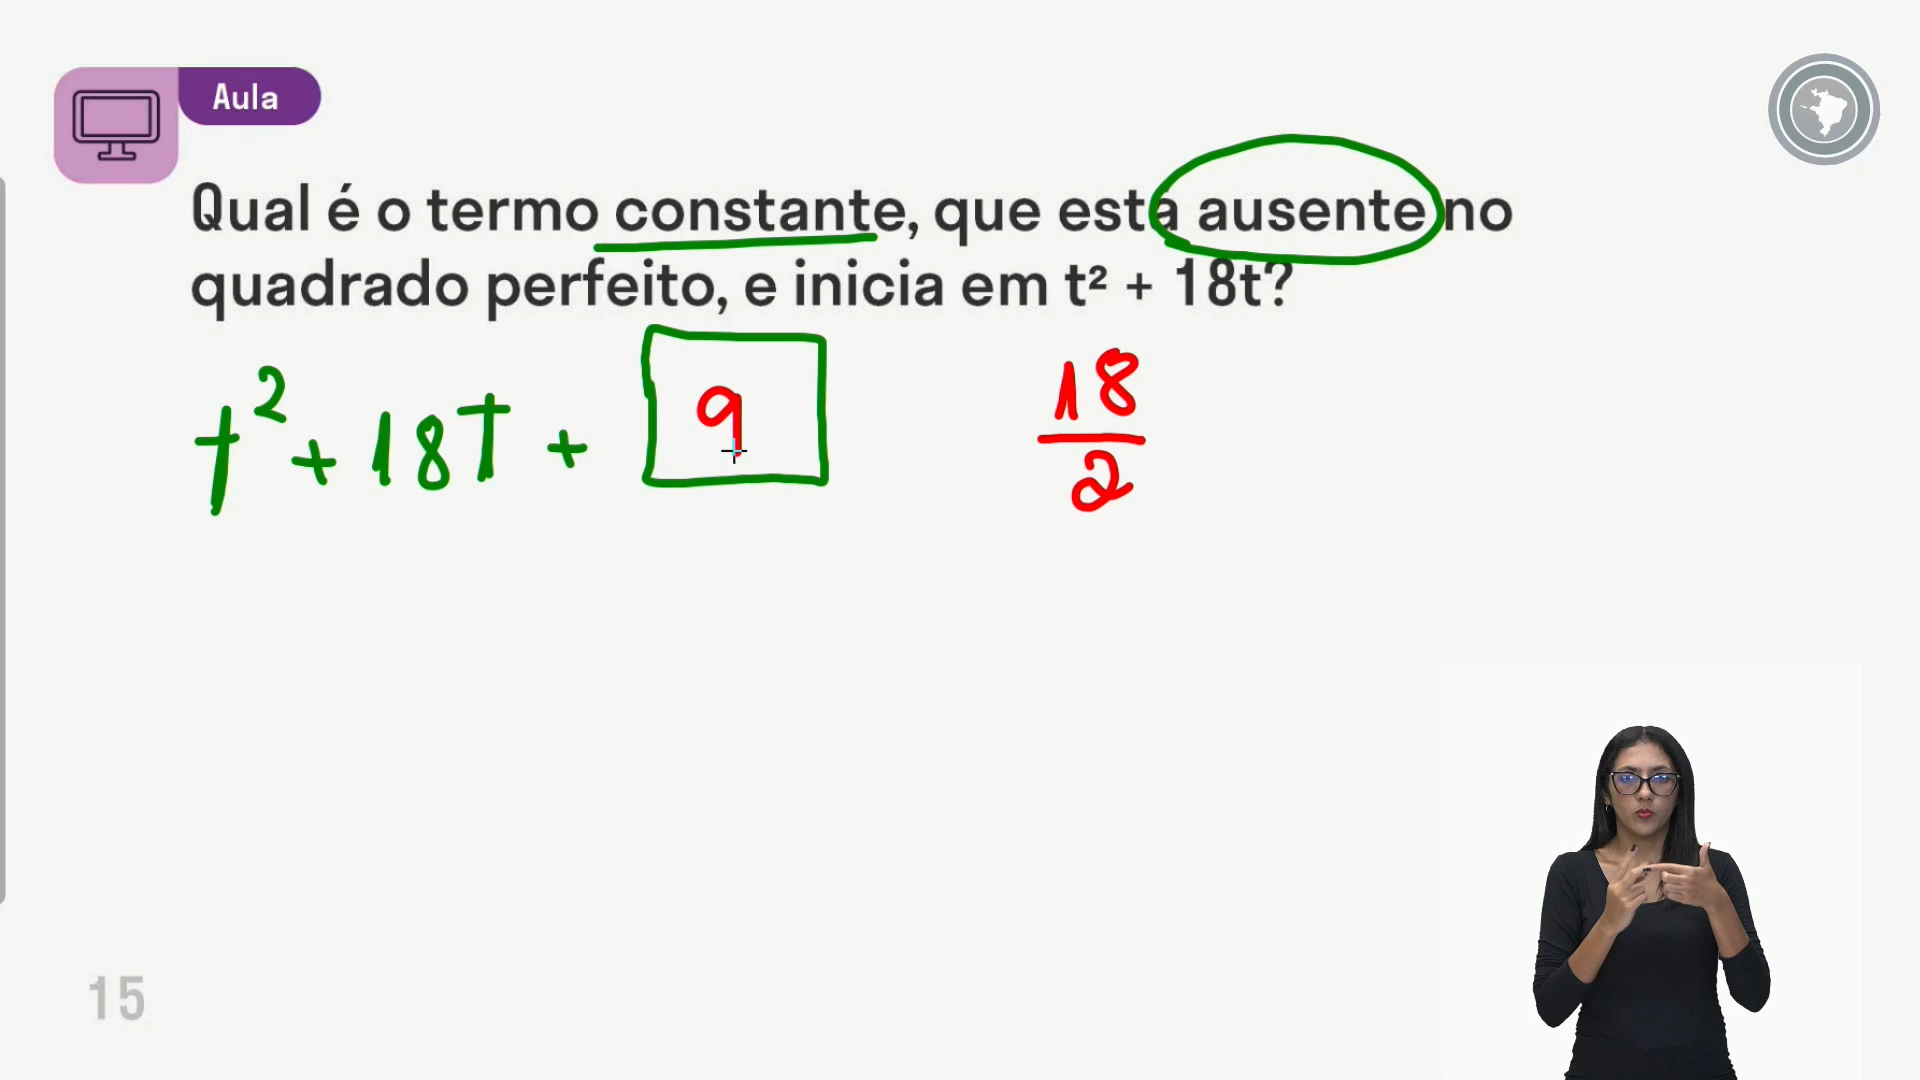 Aula
Qual é o termo constante, que está ausente no
quadrado perfeito, e inicia em t² + 18t?
t² + 18t + 9
18
2
15